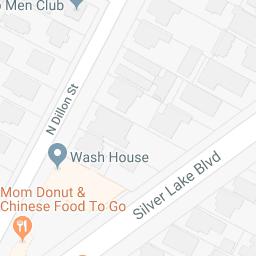 Men Club
N Dillon St
Wash House
Silver Lake Blvd
Mom Donut &
Chinese Food To Go